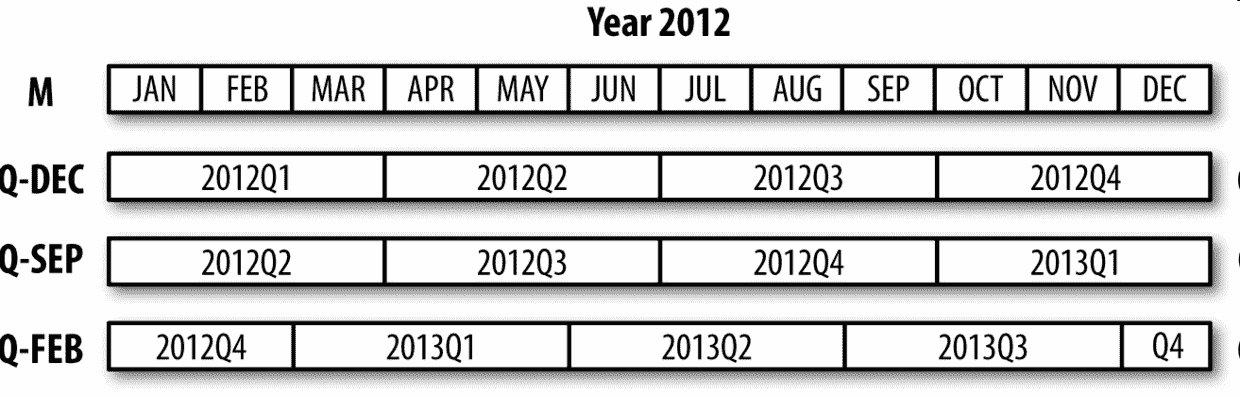 Year 2012
M JAN FEB MAR APR MAY JUN JUL AUG SEP OCT NOV DEC
Q-DEC 2012Q1 2012Q2 2012Q3 2012Q4
Q-SEP 2012Q2 2012Q3 2012Q4 2013Q1
Q-FEB 2012Q4 2013Q1 2013Q2 2013Q3 Q4